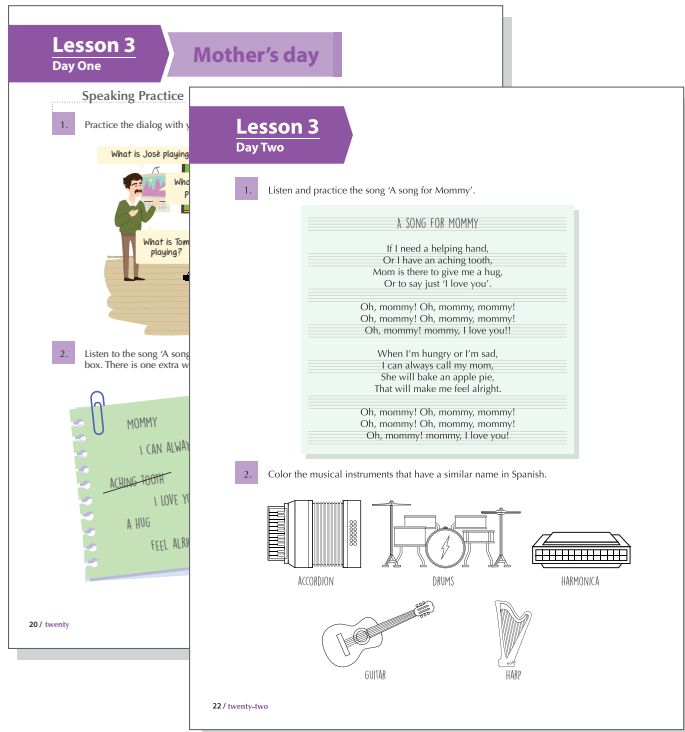 Lesson 3
Day One
Mother's day
Speaking Practice
1.
Practice the dialog with y
What is Josè playing
Wha
p
What is Tom
playing?
2.
Listen to the song 'A song
box. There is one extra w
MOMMY
I CAN ALWAY
ACHING TOOTH
I LOVE YO
A HUG
FEEL ALRI
20 / twenty
Lesson 3
Day Two
1.
Listen and practice the song 'A song for Mommy'.
A SONG FOR MOMMY
If I need a helping hand,
Or I have an aching tooth,
Mom is there to give me a hug,
Or to say just 'I love you'.
Oh, mommy! Oh, mommy, mommy!
Oh, mommy! Oh, mommy, mommy!
Oh, mommy! mommy, I love you!!
When I'm hungry or I'm sad,
I can always call my mom,
She will bake an apple pie,
That will make me feel alright.
Oh, mommy! Oh, mommy, mommy!
Oh, mommy! Oh, mommy, mommy!
Oh, mommy! mommy, I love you!
2.
Color the musical instruments that have a similar name in Spanish.
ACCORDION
DRUMS
HARMONICA
GUITAR
HARP
22 / twenty-two